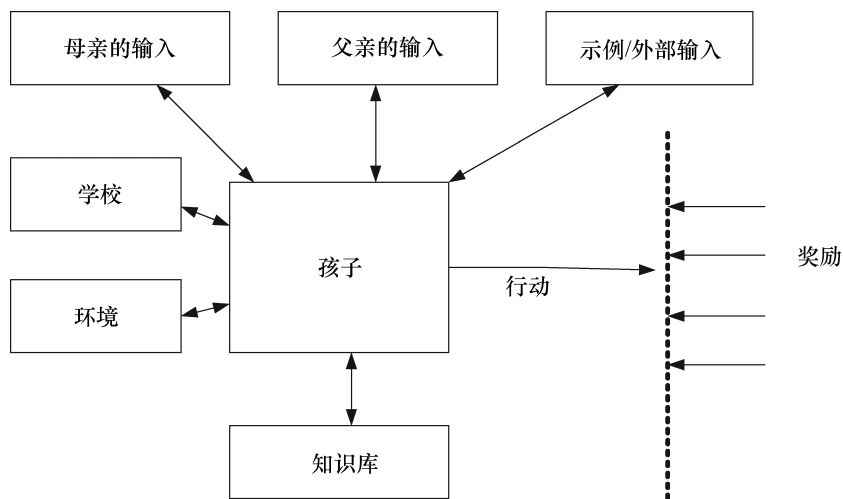 母亲的输入
父亲的输入
示例/外部输入
学校
孩子
奖励
行动
环境
知识库